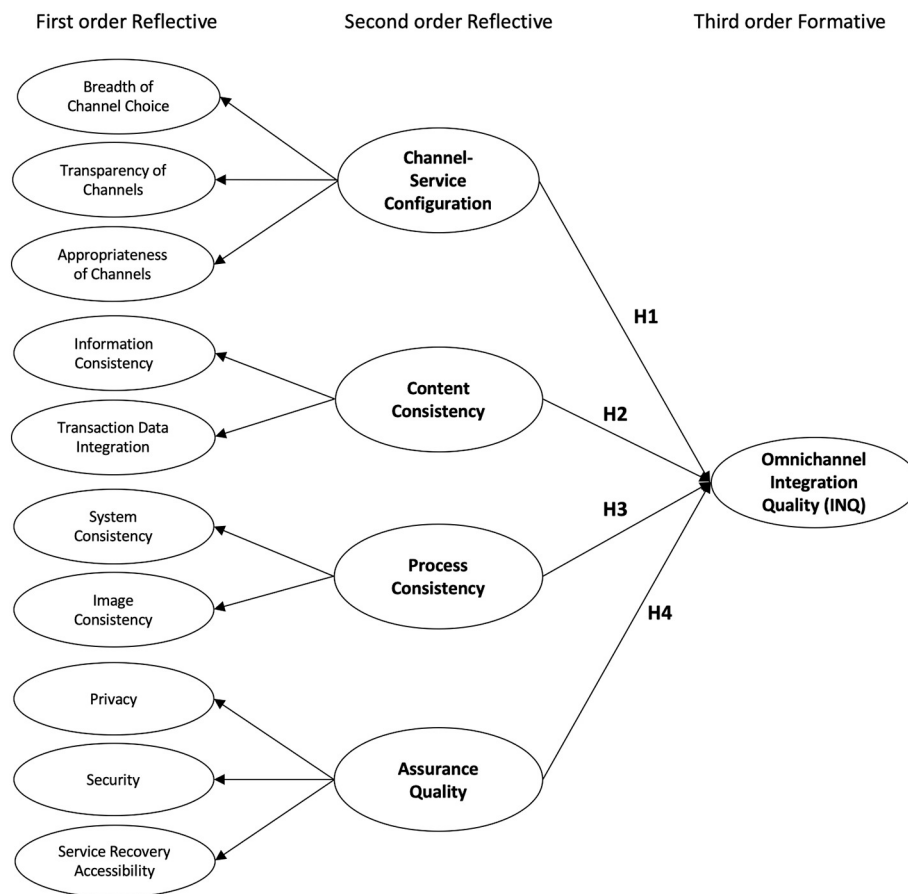 First order Reflective
Second order Reflective
Third order Formative
Breadth of
Channel Choice
Transparency of
Channels
Appropriateness
of Channels
Channel-
Service
Configuration
H1
Information
Consistency
Transaction Data
Integration
Content
Consistency
H2
Omnichannel
Integration
Quality (INQ)
System
Consistency
Image
Consistency
Process
Consistency
H3
H4
Privacy
Security
Service Recovery
Accessibility
Assurance
Quality